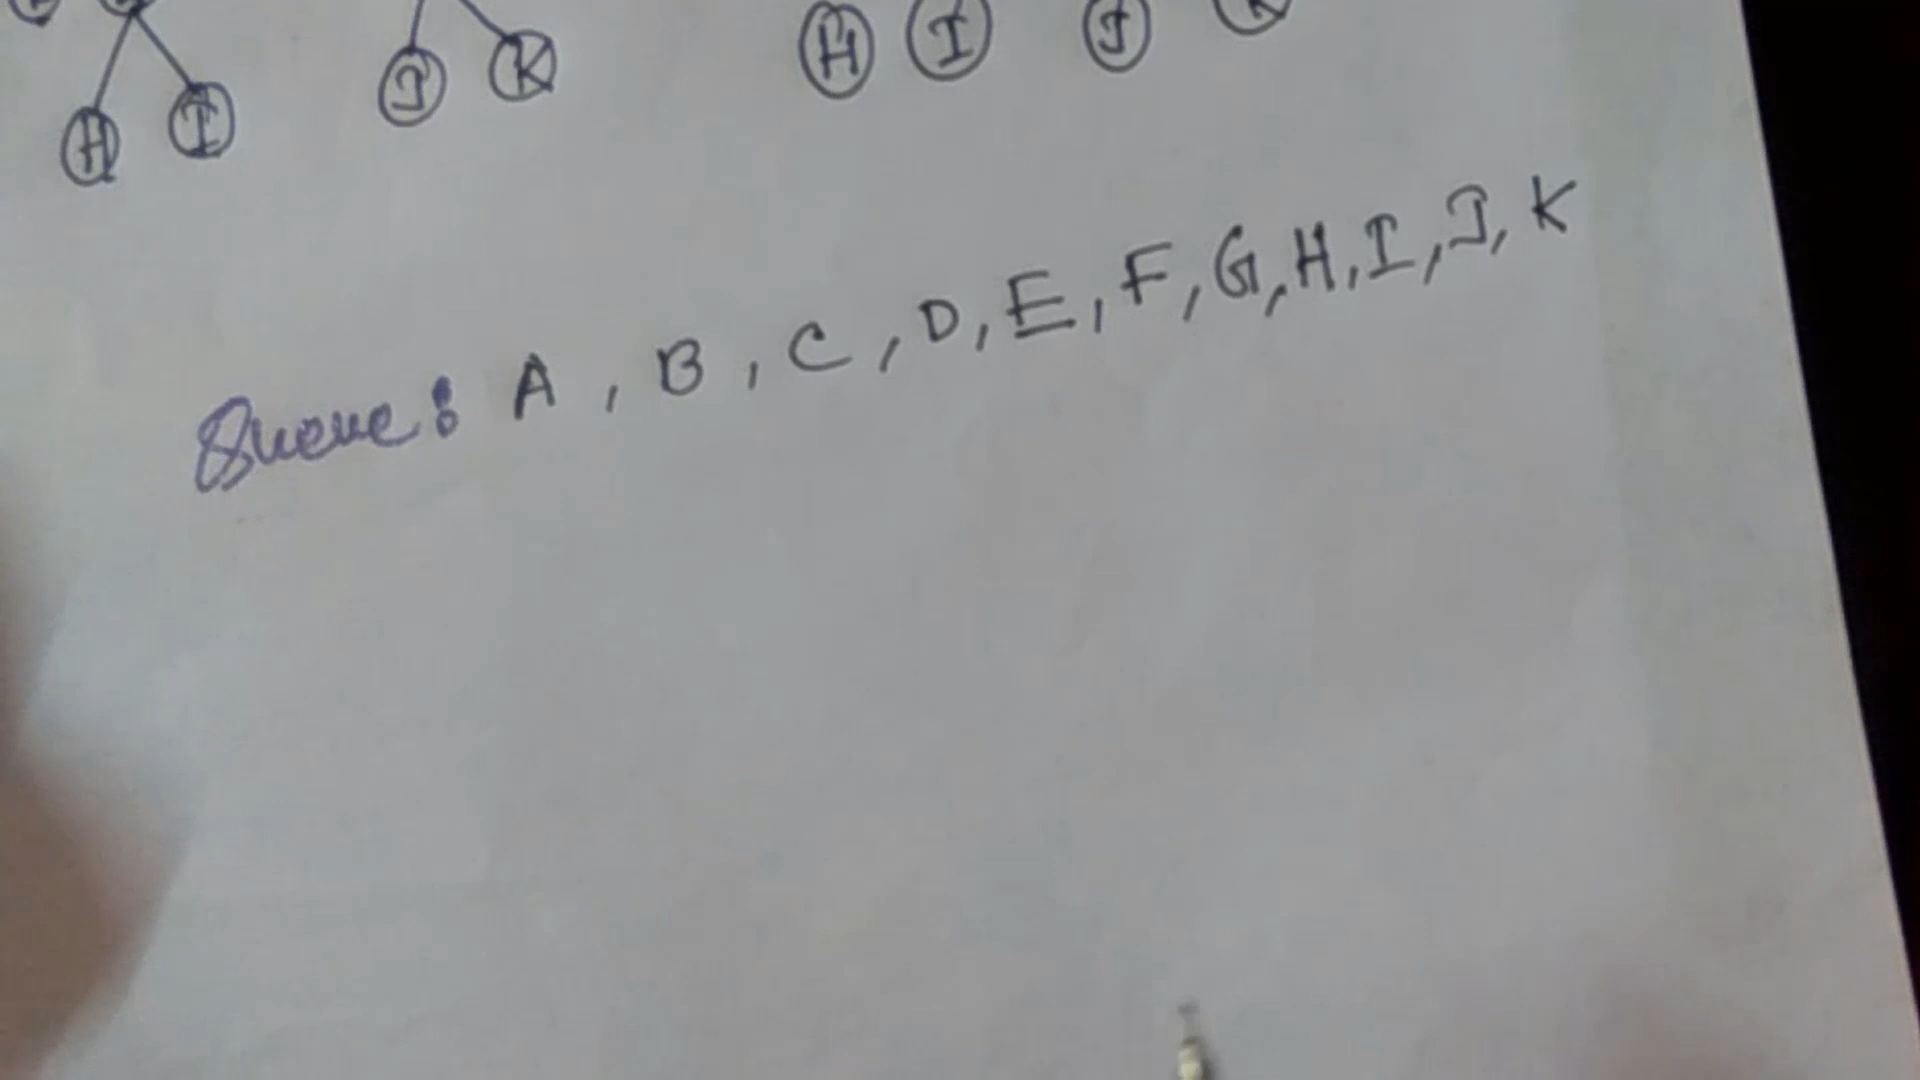 H I J K H I J
Queue: A, B, C, D, E, F, G, H, I, J, K